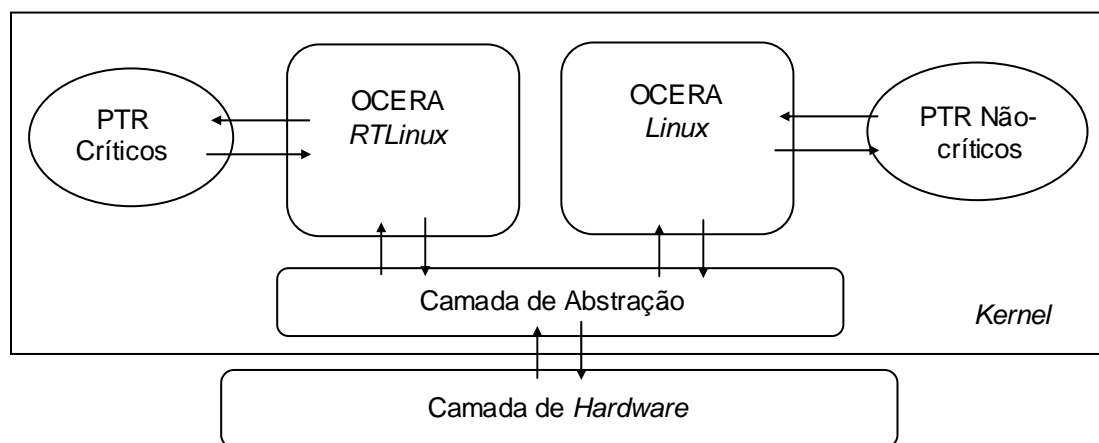 PTR
Críticos
OCERA
RTLinux
OCERA
Linux
PTR Não-
críticos
Camada de Abstração
Kernel
Camada de Hardware